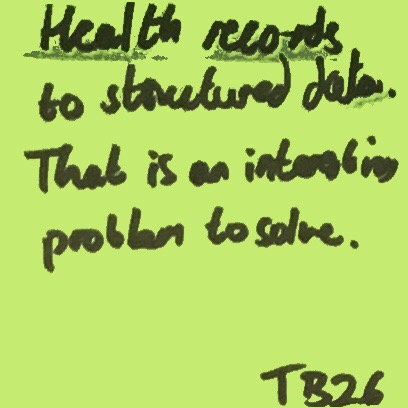 Health records
to structured data.
That is an interesting
problem to solve.
TB26